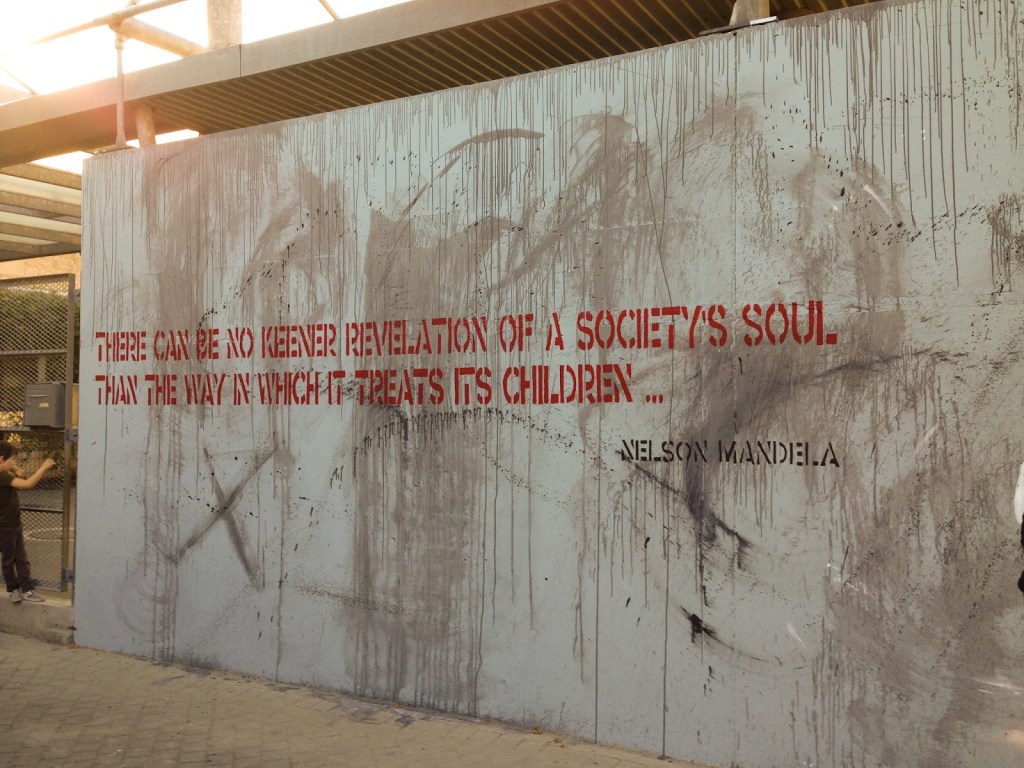 THERE CAN BE NO KEENER REVELATION OF A SOCIETY'S SOUL
THAN THE WAY IN WHICH IT TREATS ITS CHILDREN ...
NELSON MANDELA